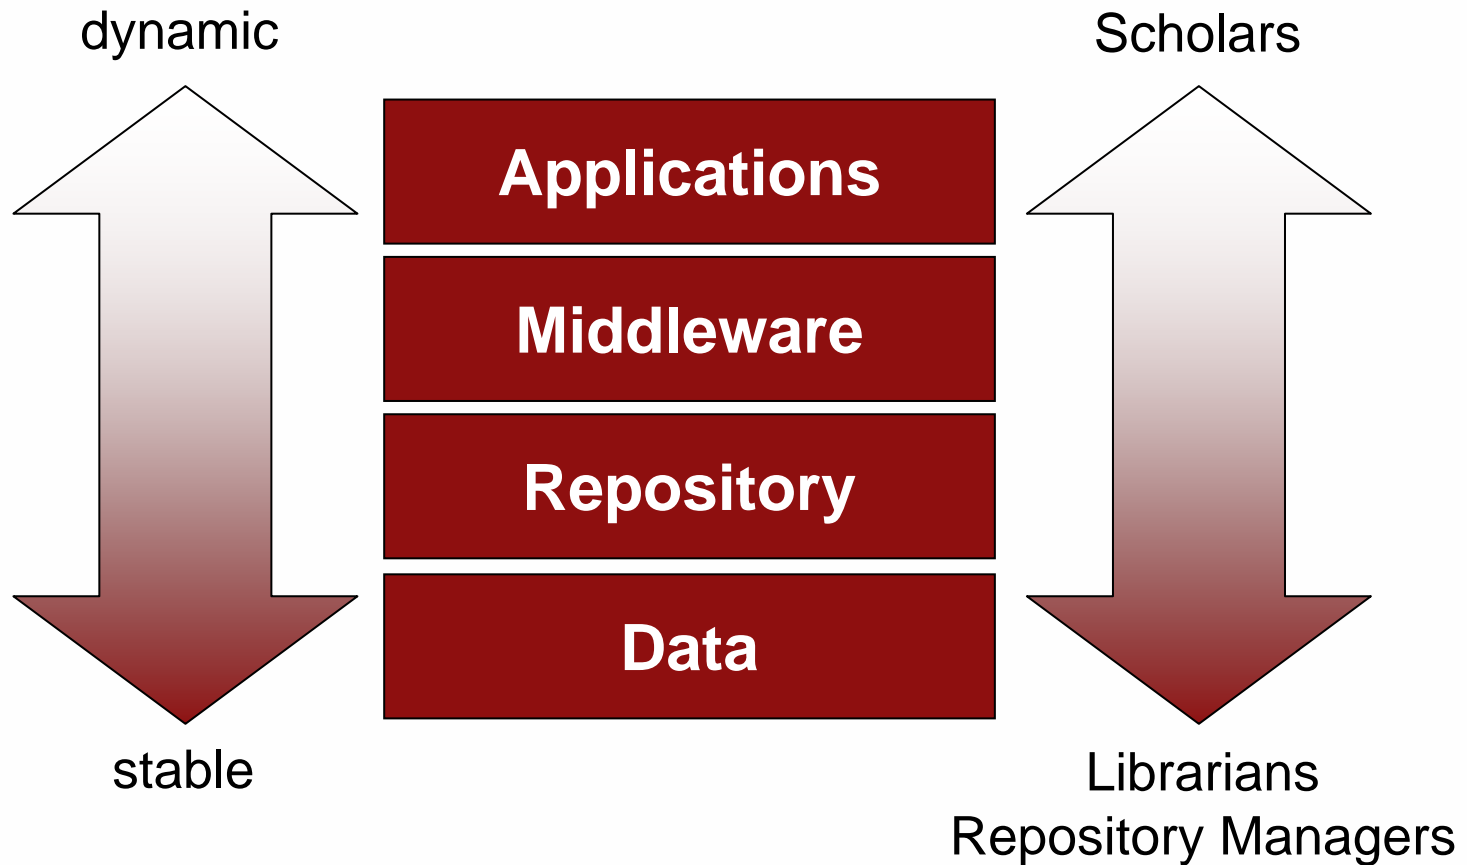 dynamic
Scholars
Applications
Middleware
Repository
Data
stable
Librarians
Repository Managers